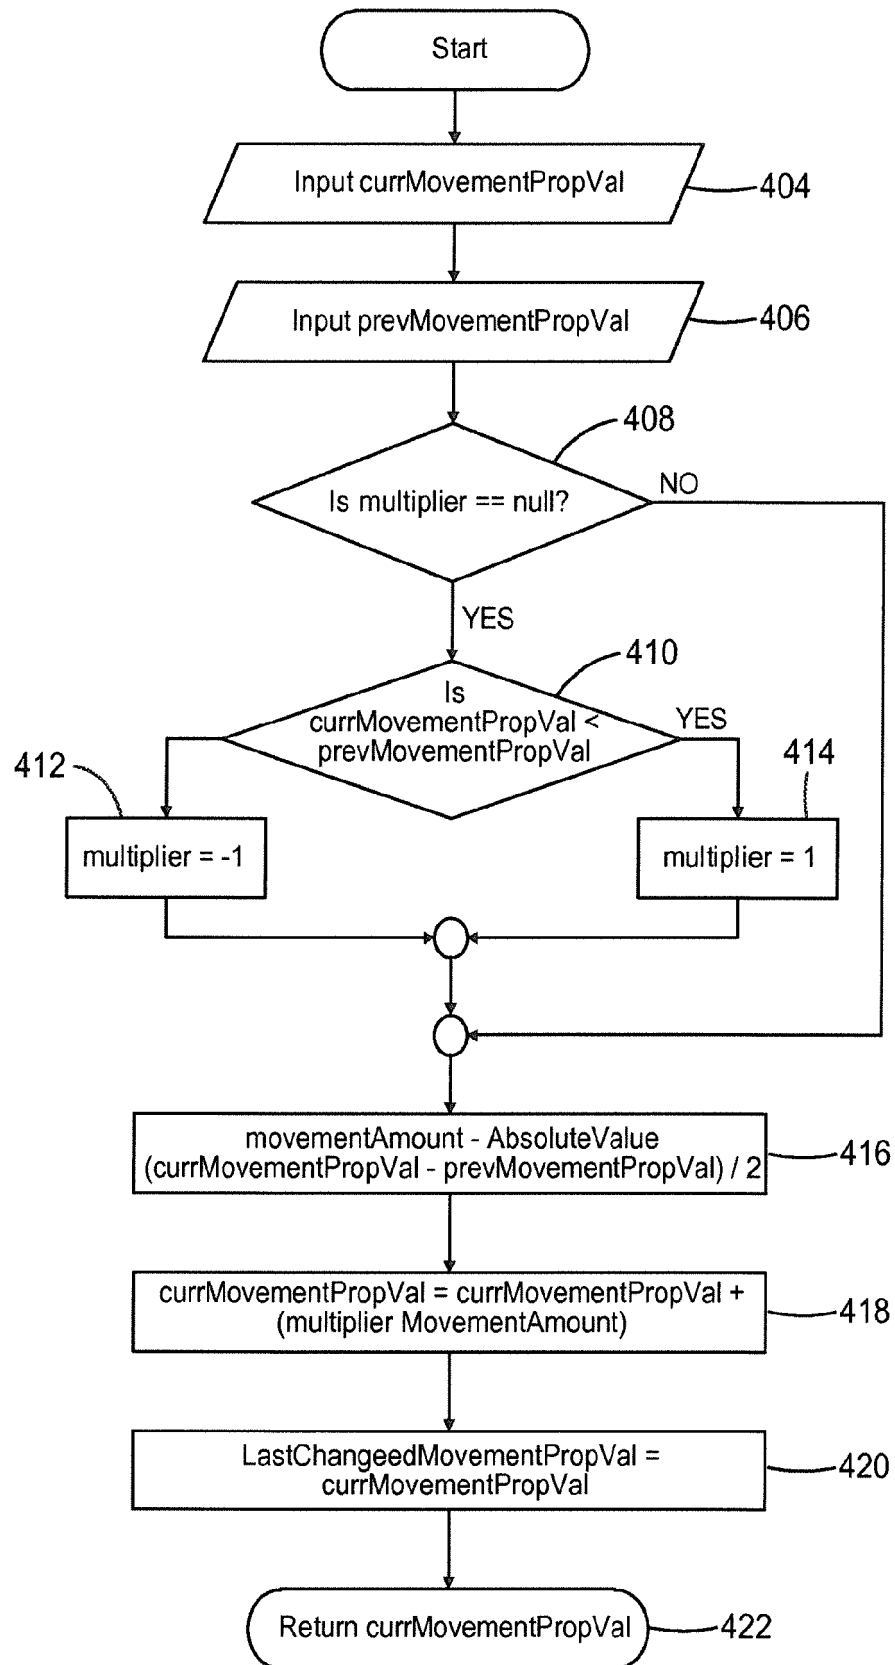 Start
Input currMovementPropVal
404
Input prevMovementPropVal
406
408
Is multiplier == null?
NO
YES
410
Is
currMovementPropVal <
prevMovementPropVal
YES
412
414
multiplier = -1
multiplier = 1
movementAmount - AbsoluteValue
(currMovementPropVal - prevMovementPropVal) / 2
416
currMovementPropVal = currMovementPropVal +
(multiplier MovementAmount)
418
LastChangeedMovementPropVal =
currMovementPropVal
420
Return currMovementPropVal
422